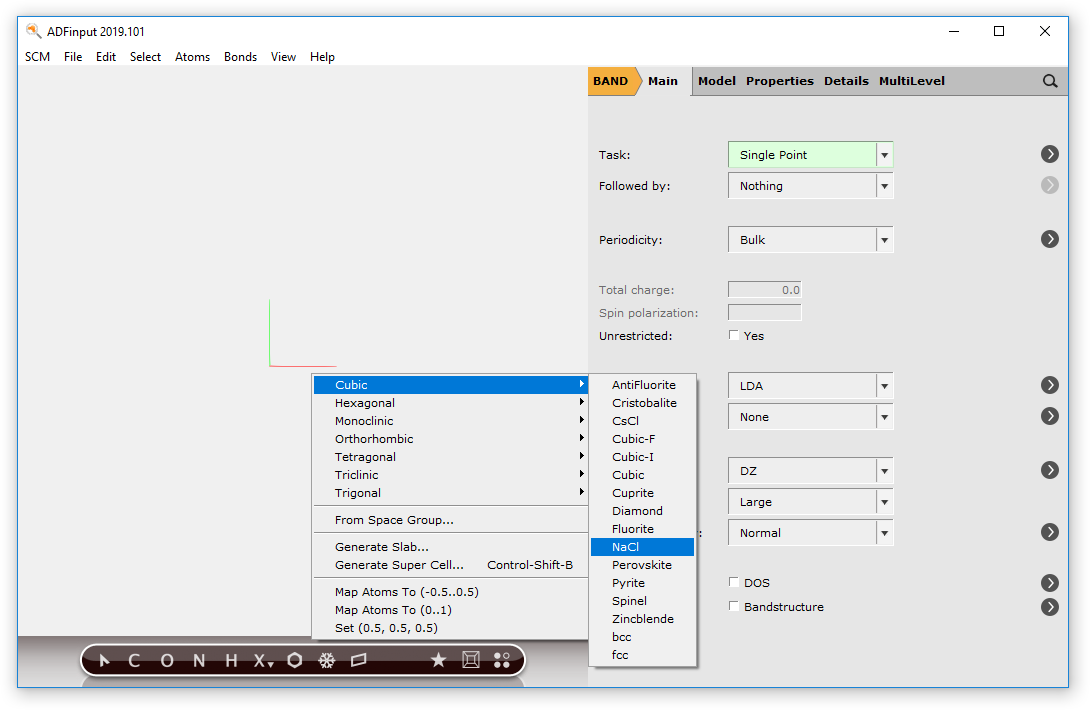 ADFinput 2019.101
SCM File Edit Select Atoms Bonds View Help
BAND Main Model Properties Details MultiLevel
Task: Single Point
Followed by: Nothing
Periodicity: Bulk
Total charge: 0.0
Spin polarization:
Unrestricted: Yes
LDA
None
DZ
Large
: Normal
DOS
Bandstructure
Cubic
Hexagonal
Monoclinic
Orthorhombic
Tetragonal
Triclinic
Trigonal
From Space Group...
Generate Slab...
Generate Super Cell... Control-Shift-B
Map Atoms To (-0.5..0.5)
Map Atoms To (0..1)
Set (0.5, 0.5, 0.5)
AntiFluorite
Cristobalite
CsCl
Cubic-F
Cubic-I
Cubic
Cuprite
Diamond
Fluorite
NaCl
Perovskite
Pyrite
Spinel
Zincblende
bcc
fcc
C O N H X